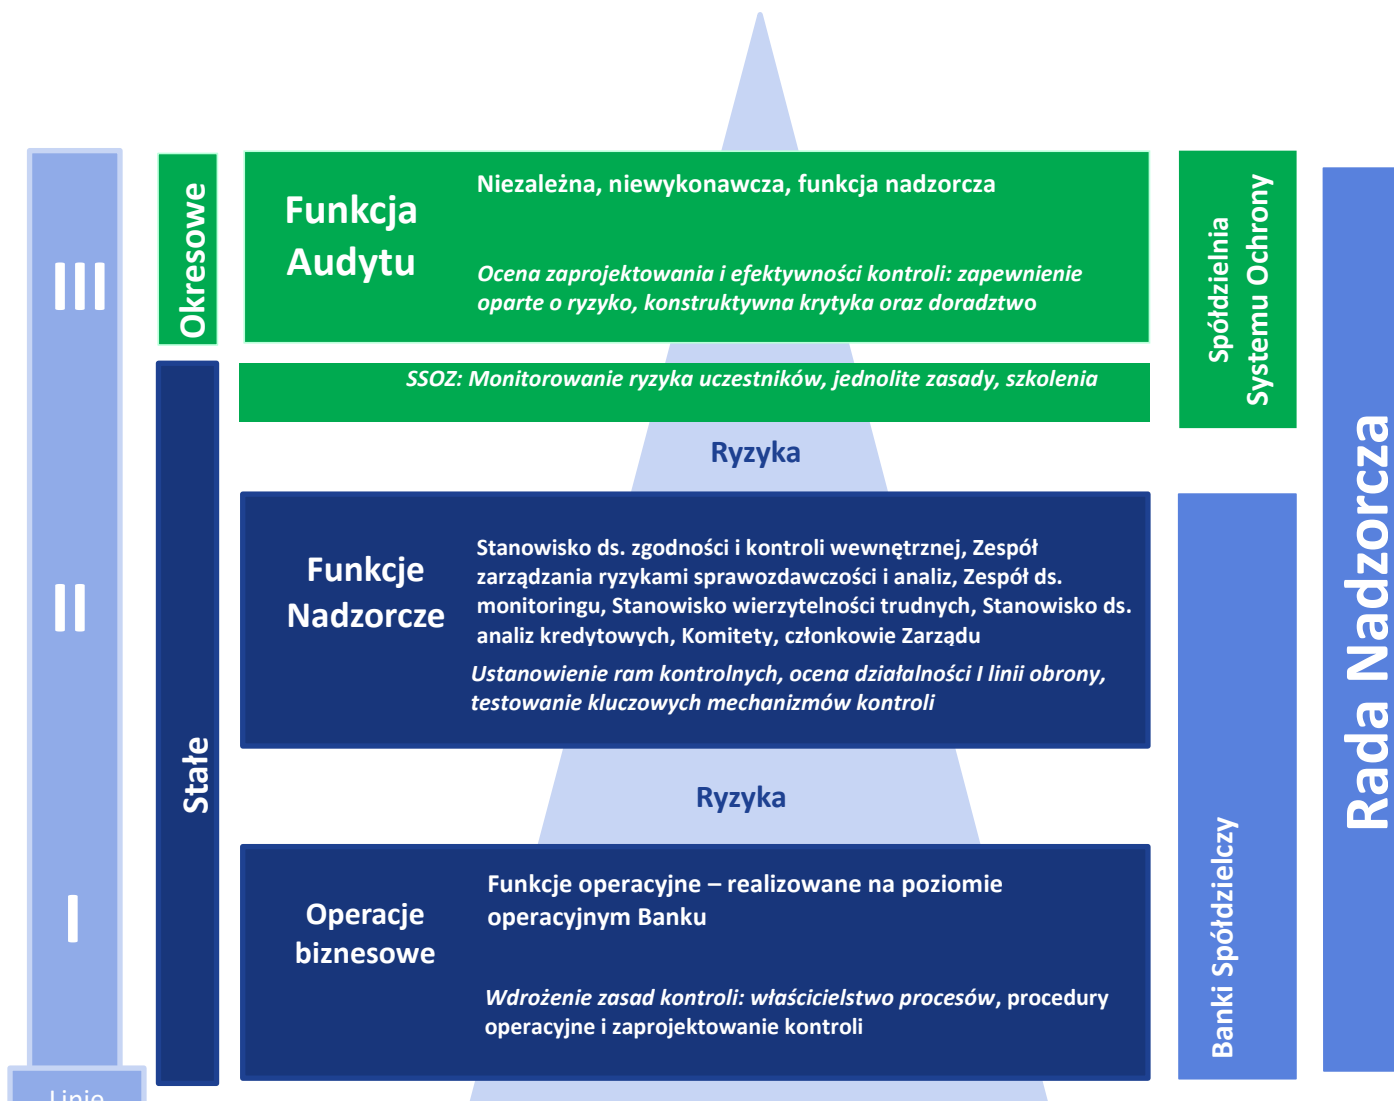 III
Okresowe
Funkcja
Audytu
Niezależna, niewykonawcza, funkcja nadzorcza
Ocena zaprojektowania i efektywności kontroli: zapewnienie
oparte o ryzyko, konstruktywna krytyka oraz doradztwo
Spółdzielnia
Systemu Ochrony
Rada Nadzorcza
SSOZ: Monitorowanie ryzyka uczestników, jednolite zasady, szkolenia
Ryzyka
II
Stałe
Funkcje
Nadzorcze
Stanowisko ds. zgodności i kontroli wewnętrznej, Zespół
zarządzania ryzykami sprawozdawczości i analiz, Zespół ds.
monitoringu, Stanowisko wierzytelności trudnych, Stanowisko ds.
analiz kredytowych, Komitety, członkowie Zarządu
Ustanowienie ram kontrolnych, ocena działalności I linii obrony,
testowanie kluczowych mechanizmów kontroli
Ryzyka
Banki Spółdzielczy
I
Operacje
biznesowe
Funkcje operacyjne – realizowane na poziomie
operacyjnym Banku
Wdrożenie zasad kontroli: właścicielstwo procesów, procedury
operacyjne i zaprojektowanie kontroli
Linie